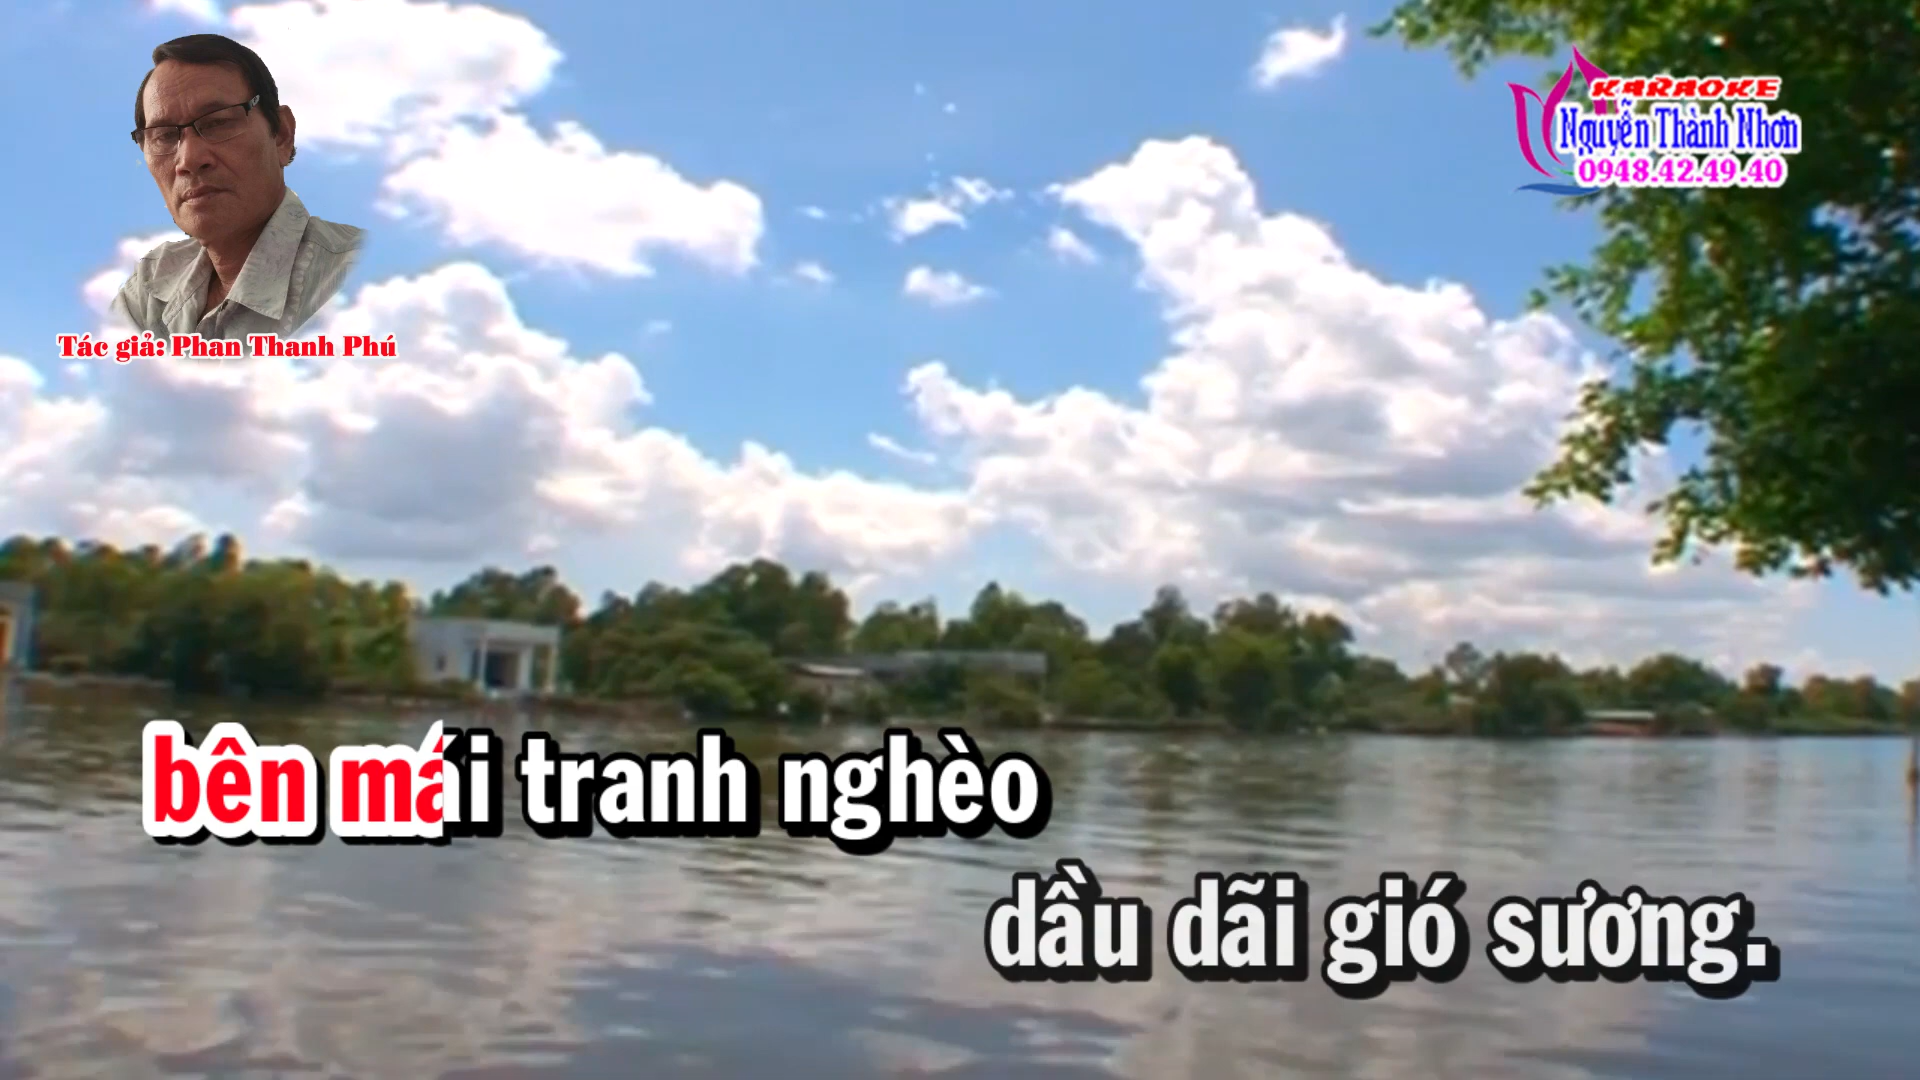 KARAOKE
Nguyễn Thành Nhơn
0948.42.49.40
Tác giả: Phan Thanh Phú
bên mái tranh nghèo
dầu dãi gió sương.